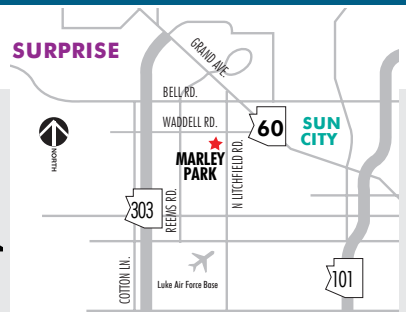 SURPRISE
GRAND AVE.
BELL RD.
WADDELL RD.
60
SUN
CITY
NORTH
MARLEY
PARK
N LITCHFIELD RD.
REEMS RD.
303
COTTON LN.
Luke Air Force Base
101